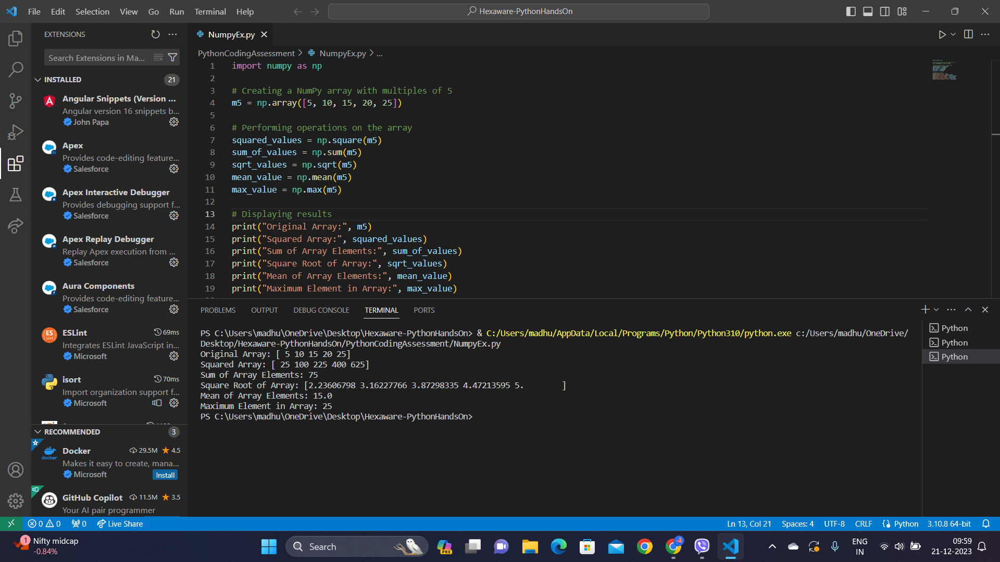 File Edit Selection View Go Run Terminal Help
Hexaware-PythonHandsOn
EXTENSIONS
Search Extensions in Ma...
INSTALLED 21
Angular Snippets (Version ...
Angular version 16 snippets b...
John Papa
Apex
Provides code-editing feature...
Salesforce
Apex Interactive Debugger
Provides debugging support f...
Salesforce
Apex Replay Debugger
Replay Apex execution from ...
Salesforce
Aura Components
Provides code-editing feature...
Salesforce
ESLint 69ms
Integrates ESLint JavaScript in...
Microsoft
isort 70ms
Import organization support f...
Microsoft
RECOMMENDED 3
Docker 29.5M 4.5
Makes it easy to create, mana...
Microsoft Install
GitHub Copilot 11.5M 3.5
Your AI pair programmer
NumpyEx.py
PythonCodingAssessment > NumpyEx.py > ...
1 import numpy as np
2
3 # Creating a NumPy array with multiples of 5
4 m5 = np.array([5, 10, 15, 20, 25])
5
6 # Performing operations on the array
7 squared_values = np.square(m5)
8 sum_of_values = np.sum(m5)
9 sqrt_values = np.sqrt(m5)
10 mean_value = np.mean(m5)
11 max_value = np.max(m5)
12
13 # Displaying results
14 print("Original Array:", m5)
15 print("Squared Array:", squared_values)
16 print("Sum of Array Elements:", sum_of_values)
17 print("Square Root of Array:", sqrt_values)
18 print("Mean of Array Elements:", mean_value)
19 print("Maximum Element in Array:", max_value)
PROBLEMS OUTPUT DEBUG CONSOLE TERMINAL PORTS
PS C:\Users\madhu\OneDrive\Desktop\Hexaware-PythonHandsOn> & C:/Users/madhu/AppData/Local/Programs/Python/Python310/python.exe c:/Users/madhu/OneDrive/
Desktop/Hexaware-PythonHandsOn/PythonCodingAssessment/NumpyEx.py
Original Array: [ 5 10 15 20 25]
Squared Array: [ 25 100 225 400 625]
Sum of Array Elements: 75
Square Root of Array: [2.23606798 3.16227766 3.87298335 4.47213595 5.        ]
Mean of Array Elements: 15.0
Maximum Element in Array: 25
PS C:\Users\madhu\OneDrive\Desktop\Hexaware-PythonHandsOn>
Python
Python
Python
0 0 0 Live Share
Ln 13, Col 21 Spaces: 4 UTF-8 CRLF Python 3.10.8 64-bit
1 Nifty midcap
-0.84%
Search
PRE
ENG
IN
09:59
21-12-2023